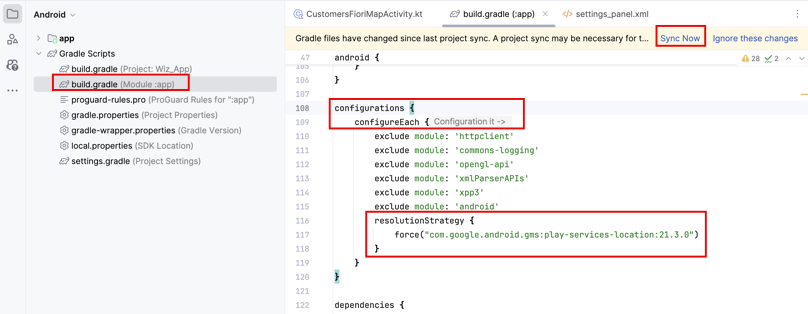 Android
app
Gradle Scripts
build.gradle (Project: Wiz_App)
build.gradle (Module :app)
proguard-rules.pro (ProGuard Rules for ":app")
gradle.properties (Project Properties)
gradle-wrapper.properties (Gradle Version)
local.properties (SDK Location)
settings.gradle (Project Settings)
CustomersFioriMapActivity.kt build.gradle (:app) settings_panel.xml
Gradle files have changed since last project sync. A project sync may be necessary for t... Sync Now Ignore these changes
47 android { 28 2
105 }
106 }
107
108 configurations {
109 configureEach { Configuration it ->
110 exclude module: 'httpclient'
111 exclude module: 'commons-logging'
112 exclude module: 'opengl-api'
113 exclude module: 'xmlParserAPIs'
114 exclude module: 'xpp3'
115 exclude module: 'android'
116 resolutionStrategy {
117 force("com.google.android.gms:play-services-location:21.3.0")
118 }
119 }
120 }
121
122 dependencies {